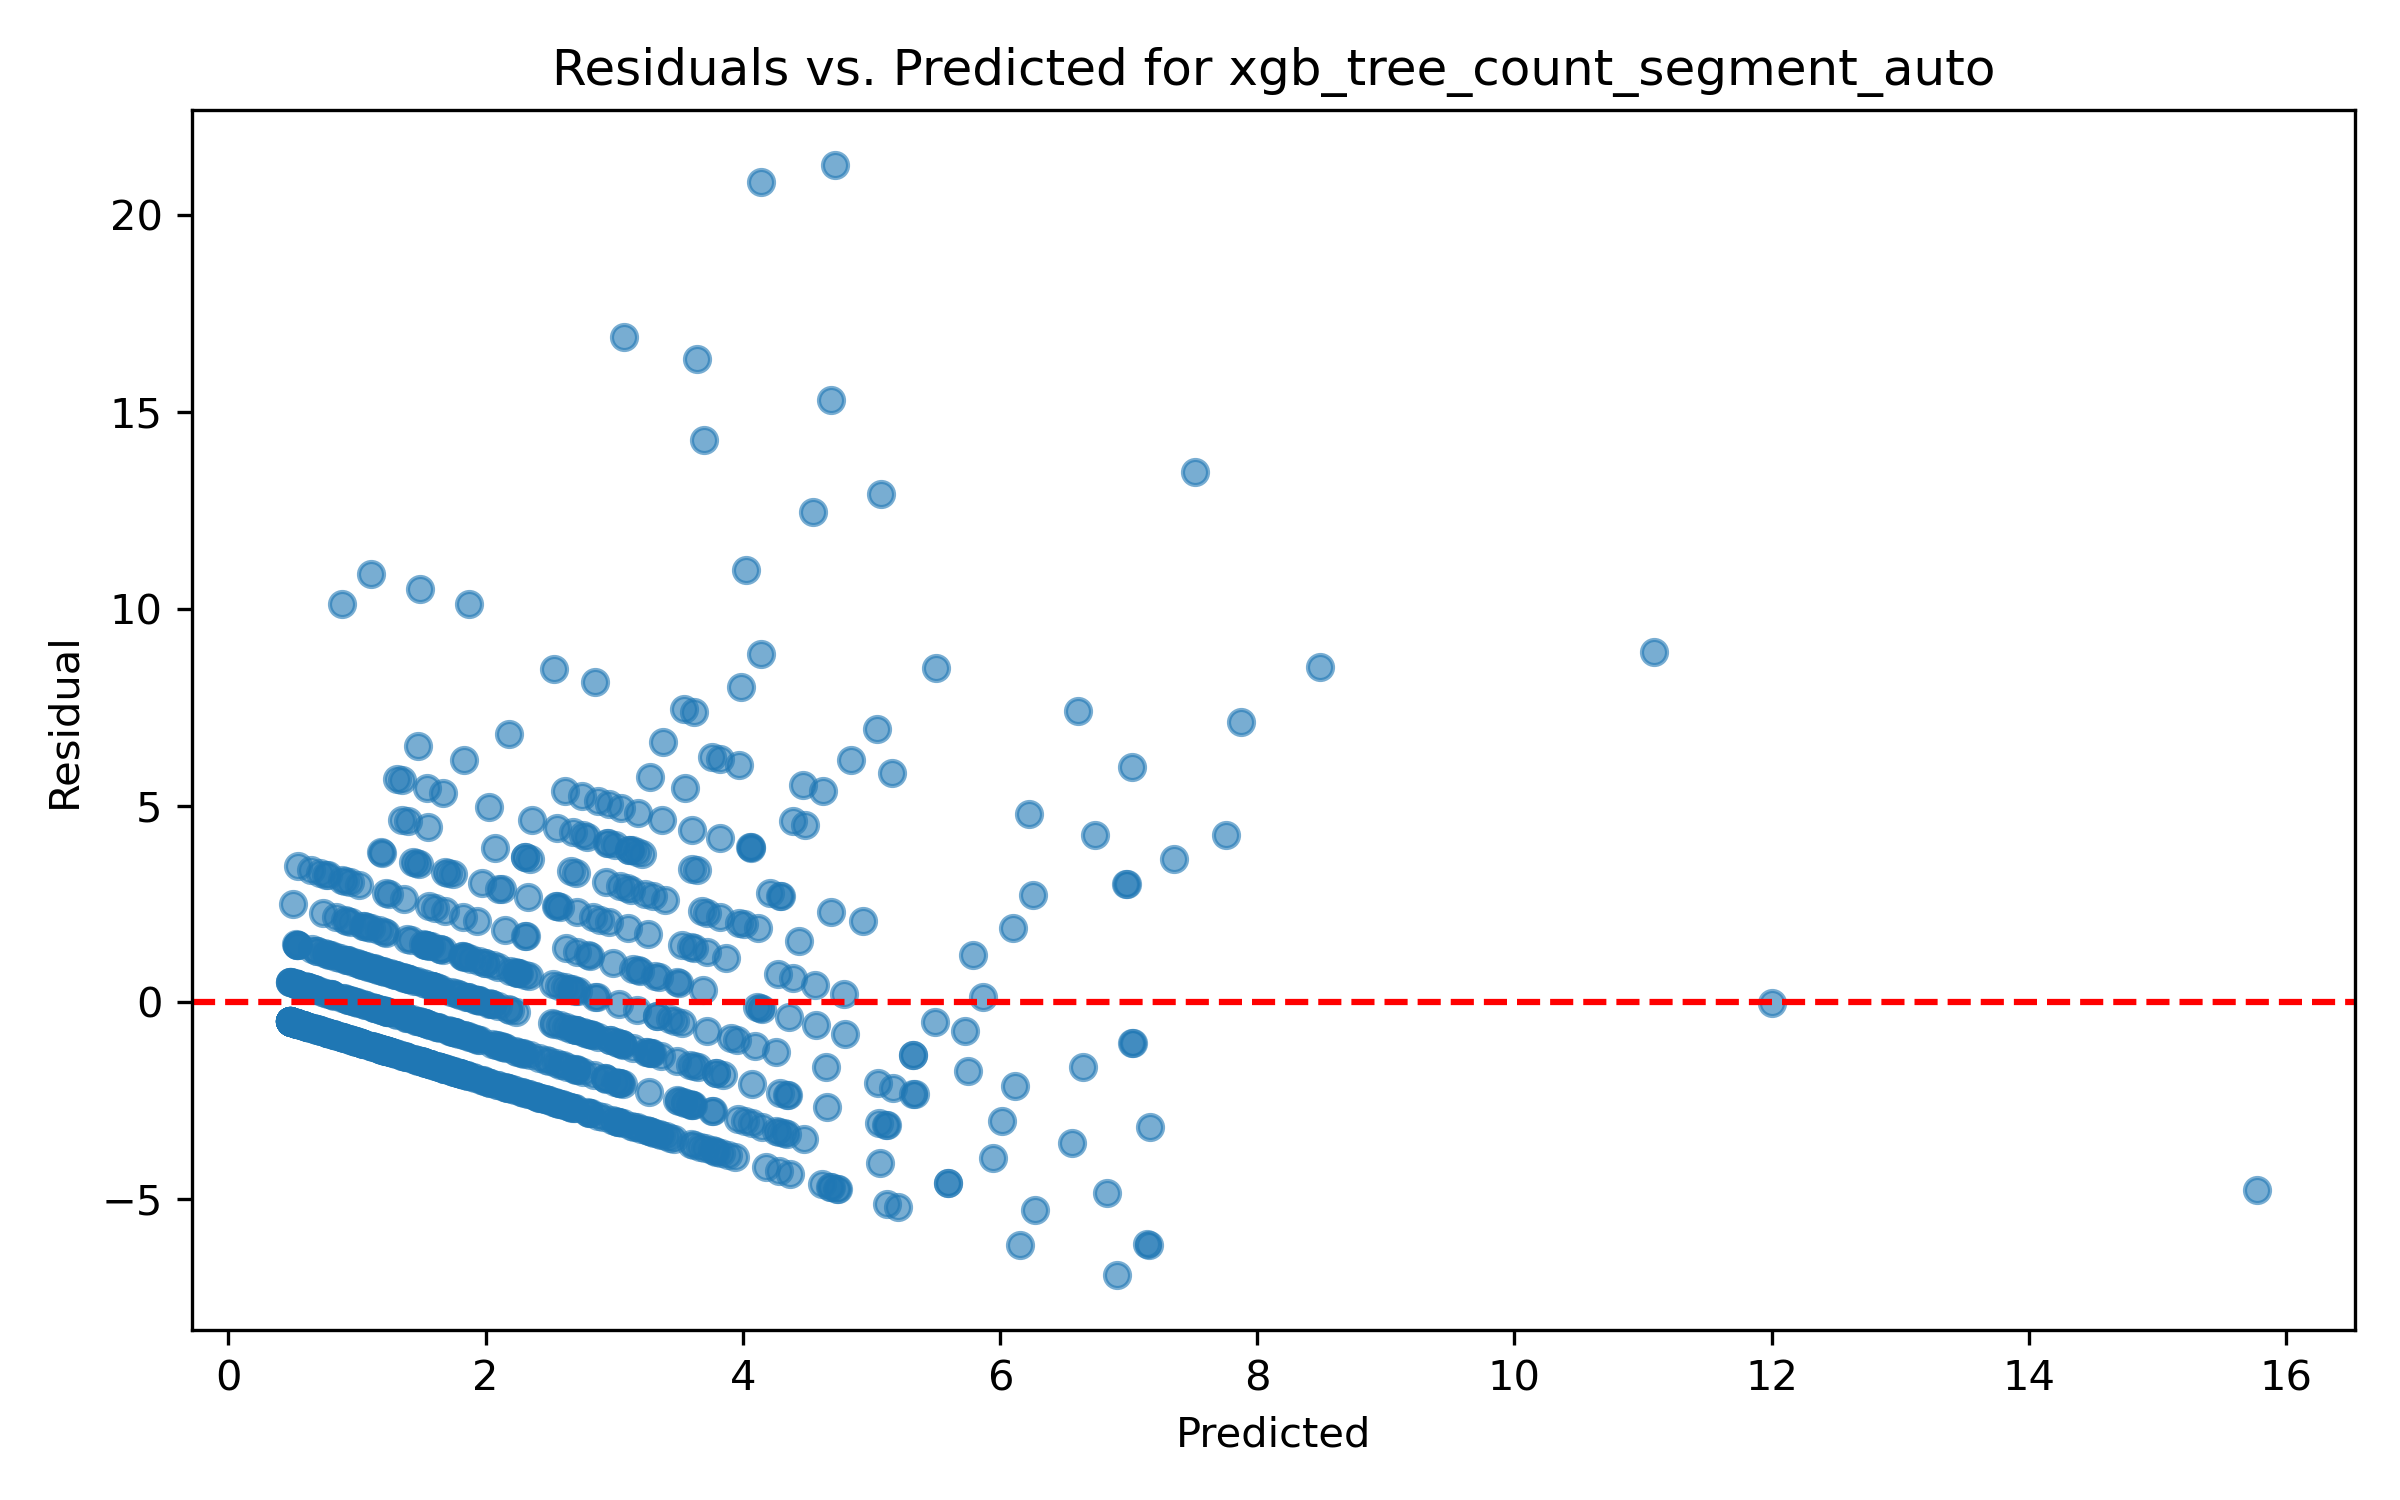 Residuals vs. Predicted for xgb_tree_count_segment_auto
20
15
10
5
0
−5
Residual
0 2 4 6 8 10 12 14 16
Predicted